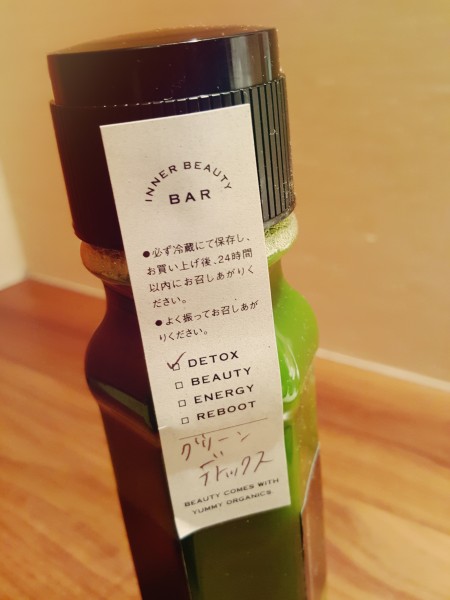 INNER BEAUTY
BAR
●必ず冷蔵にて保存し、
お買い上げ後、24時間
以内にお召しあがりく
ださい。
●よく振ってお召しあが
りください。
✓□ DETOX
□ BEAUTY
□ ENERGY
□ REBOOT
グリーン
デトックス
BEAUTY COMES WITH
YUMMY ORGANICS